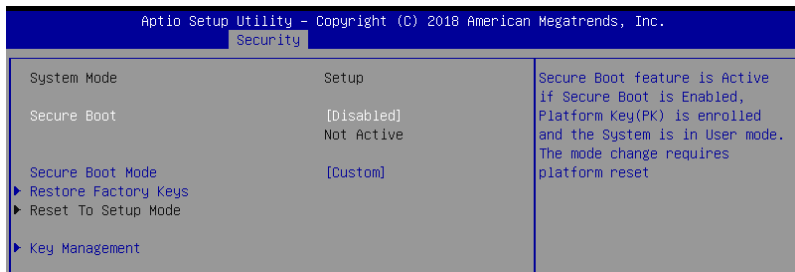 Aptio Setup Utility – Copyright (C) 2018 American Megatrends, Inc.
Security
System Mode Setup
Secure Boot [Disabled]
Not Active
Secure Boot Mode [Custom]
Restore Factory Keys
Reset To Setup Mode
Key Management
Secure Boot feature is Active
if Secure Boot is Enabled,
Platform Key(PK) is enrolled
and the System is in User mode.
The mode change requires
platform reset